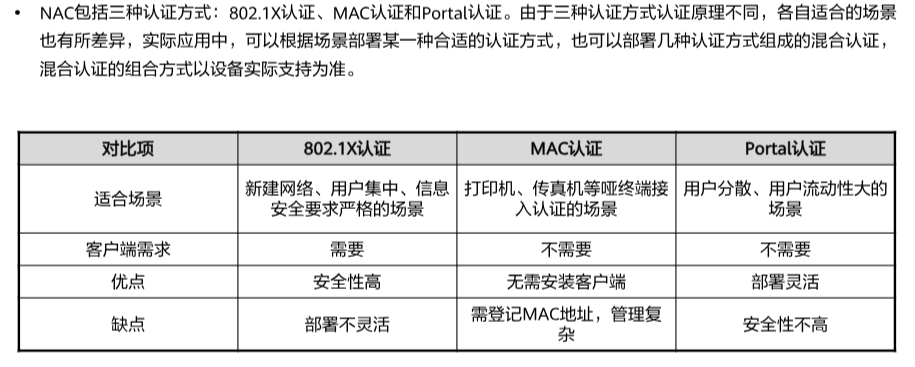 • NAC包括三种认证方式：802.1X认证、MAC认证和Portal认证。由于三种认证方式认证原理不同，各自适合的场景
也有所差异，实际应用中，可以根据场景部署某一种合适的认证方式，也可以部署几种认证方式组成的混合认证，
混合认证的组合方式以设备实际支持为准。
对比项 802.1X认证 MAC认证 Portal认证
适合场景 新建网络、用户集中、信息安全要求严格的场景 打印机、传真机等哑终端接入认证的场景 用户分散、用户流动性大的场景
客户端需求 需要 不需要 不需要
优点 安全性高 无需安装客户端 部署灵活
缺点 部署不灵活 需登记MAC地址，管理复杂 安全性不高